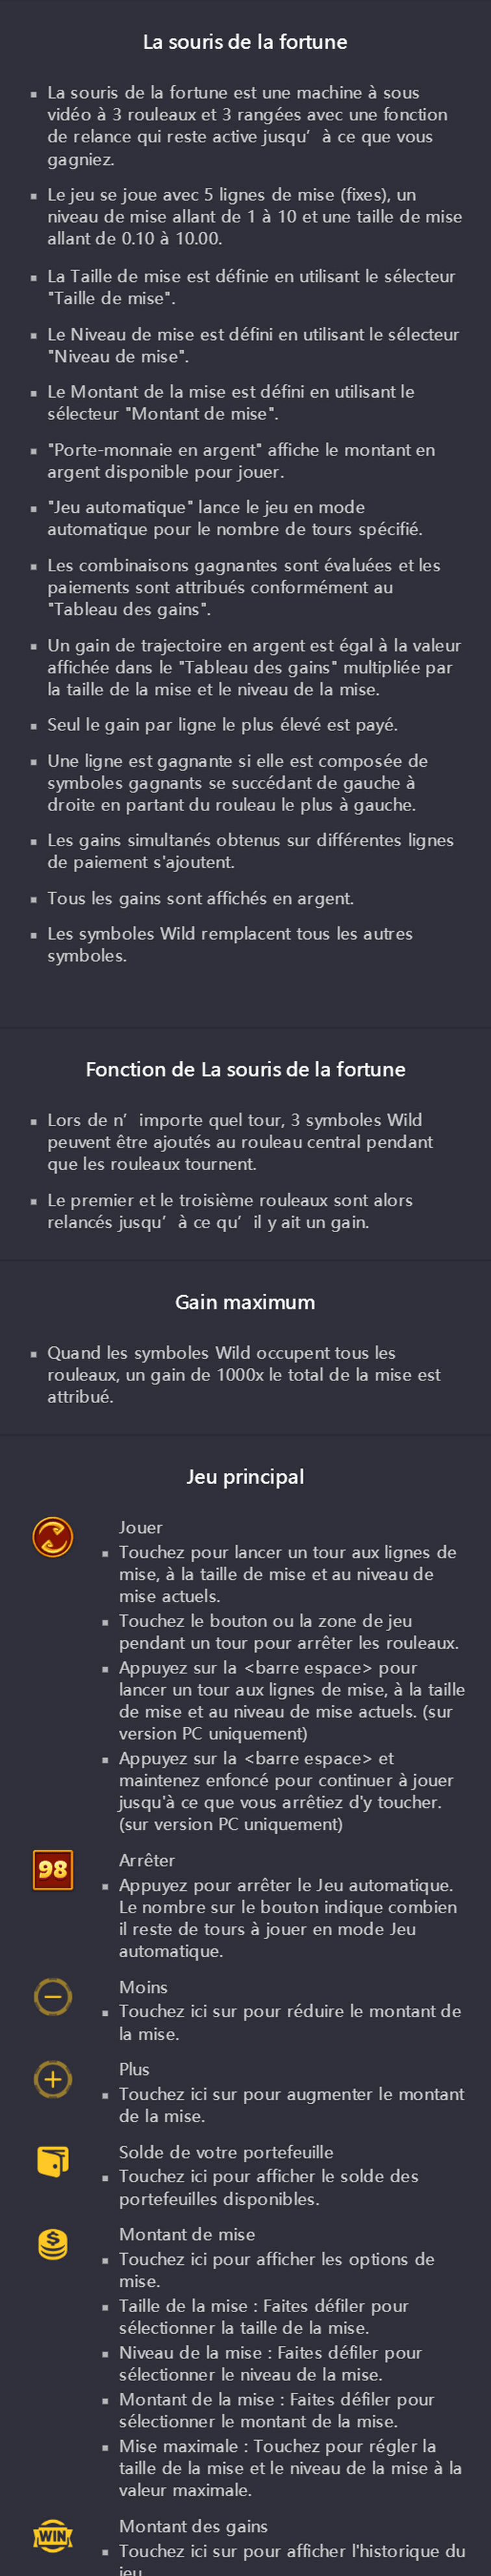 La souris de la fortune
La souris de la fortune est une machine à sous
vidéo à 3 rouleaux et 3 rangées avec une fonction
de relance qui reste active jusqu’à ce que vous
gagniez.
Le jeu se joue avec 5 lignes de mise (fixes), un
niveau de mise allant de 1 à 10 et une taille de mise
allant de 0.10 à 10.00.
La Taille de mise est définie en utilisant le sélecteur
"Taille de mise".
Le Niveau de mise est défini en utilisant le sélecteur
"Niveau de mise".
Le Montant de la mise est défini en utilisant le
sélecteur "Montant de mise".
"Porte-monnaie en argent" affiche le montant en
argent disponible pour jouer.
"Jeu automatique" lance le jeu en mode
automatique pour le nombre de tours spécifié.
Les combinaisons gagnantes sont évaluées et les
paiements sont attribués conformément au
"Tableau des gains".
Un gain de trajectoire en argent est égal à la valeur
affichée dans le "Tableau des gains" multipliée par
la taille de la mise et le niveau de la mise.
Seul le gain par ligne le plus élevé est payé.
Une ligne est gagnante si elle est composée de
symboles gagnants se succédant de gauche à
droite en partant du rouleau le plus à gauche.
Les gains simultanés obtenus sur différentes lignes
de paiement s'ajoutent.
Tous les gains sont affichés en argent.
Les symboles Wild remplacent tous les autres
symboles.
Fonction de La souris de la fortune
Lors de n’importe quel tour, 3 symboles Wild
peuvent être ajoutés au rouleau central pendant
que les rouleaux tournent.
Le premier et le troisième rouleaux sont alors
relancés jusqu’à ce qu’il y ait un gain.
Gain maximum
Quand les symboles Wild occupent tous les
rouleaux, un gain de 1000x le total de la mise est
attribué.
Jeu principal
Jouer
Touchez pour lancer un tour aux lignes de
mise, à la taille de mise et au niveau de
mise actuels.
Touchez le bouton ou la zone de jeu
pendant un tour pour arrêter les rouleaux.
Appuyez sur la <barre espace> pour
lancer un tour aux lignes de mise, à la taille
de mise et au niveau de mise actuels. (sur
version PC uniquement)
Appuyez sur la <barre espace> et
maintenez enfoncé pour continuer à jouer
jusqu'à ce que vous arrêtiez d'y toucher.
(sur version PC uniquement)
98
Arrêter
Appuyez pour arrêter le Jeu automatique.
Le nombre sur le bouton indique combien
il reste de tours à jouer en mode Jeu
automatique.
Moins
Touchez ici sur pour réduire le montant de
la mise.
Plus
Touchez ici sur pour augmenter le montant
de la mise.
Solde de votre portefeuille
Touchez ici pour afficher le solde des
portefeuilles disponibles.
Montant de mise
Touchez ici pour afficher les options de
mise.
Taille de la mise : Faites défiler pour
sélectionner la taille de la mise.
Niveau de la mise : Faites défiler pour
sélectionner le niveau de la mise.
Montant de la mise : Faites défiler pour
sélectionner le montant de la mise.
Mise maximale : Touchez pour régler la
taille de la mise et le niveau de la mise à la
valeur maximale.
WIN
Montant des gains
Touchez ici sur pour afficher l'historique du
jeu